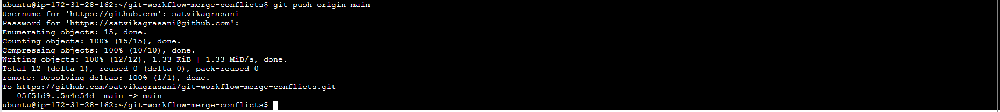 ubuntu@ip-172-31-28-162:~/git-workflow-merge-conflicts$ git push origin main
Username for 'https://github.com': satvikagrasani
Password for 'https://satvikagrasani@github.com':
Enumerating objects: 15, done.
Counting objects: 100% (15/15), done.
Compressing objects: 100% (10/10), done.
Writing objects: 100% (12/12), 1.33 KiB | 1.33 MiB/s, done.
Total 12 (delta 1), reused 0 (delta 0), pack-reused 0
remote: Resolving deltas: 100% (1/1), done.
To https://github.com/satvikagrasani/git-workflow-merge-conflicts.git
   05f51d9..5a4e54d  main -> main
ubuntu@ip-172-31-28-162:~/git-workflow-merge-conflicts$